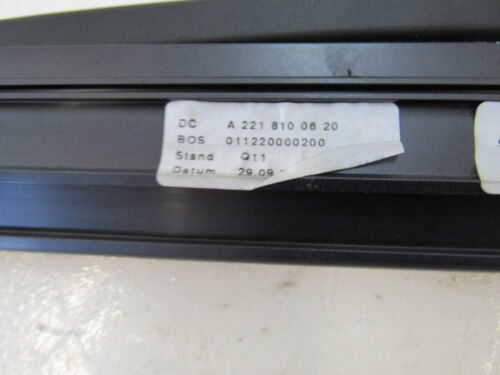 DC A 221 810 06 20
BOS 011220000200
Stand Q11
Datum 29.09